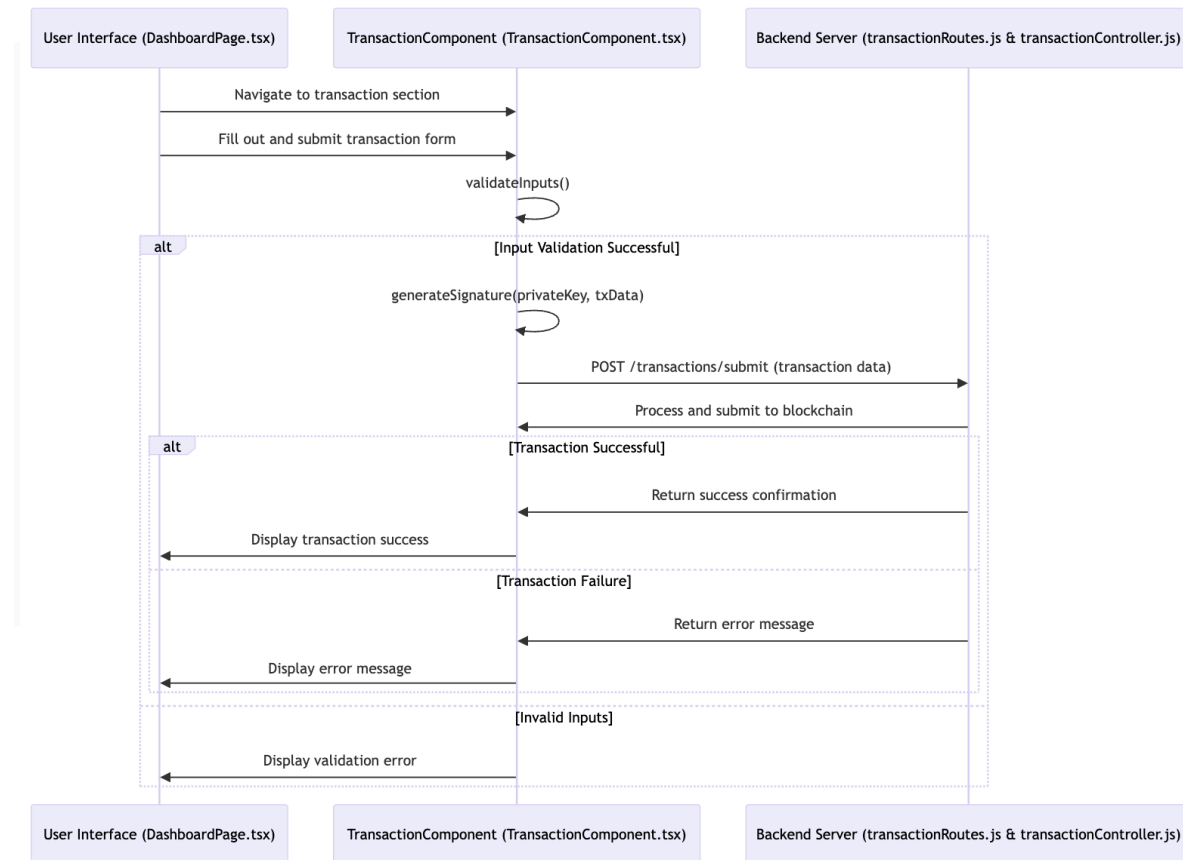 User Interface (DashboardPage.tsx)
TransactionComponent (TransactionComponent.tsx)
Backend Server (transactionRoutes.js & transactionController.js)
Navigate to transaction section
Fill out and submit transaction form
validateInputs()
alt
[Input Validation Successful]
generateSignature(privateKey, txData)
POST /transactions/submit (transaction data)
Process and submit to blockchain
alt
[Transaction Successful]
Return success confirmation
Display transaction success
[Transaction Failure]
Return error message
Display error message
[Invalid Inputs]
Display validation error
User Interface (DashboardPage.tsx)
TransactionComponent (TransactionComponent.tsx)
Backend Server (transactionRoutes.js & transactionController.js)